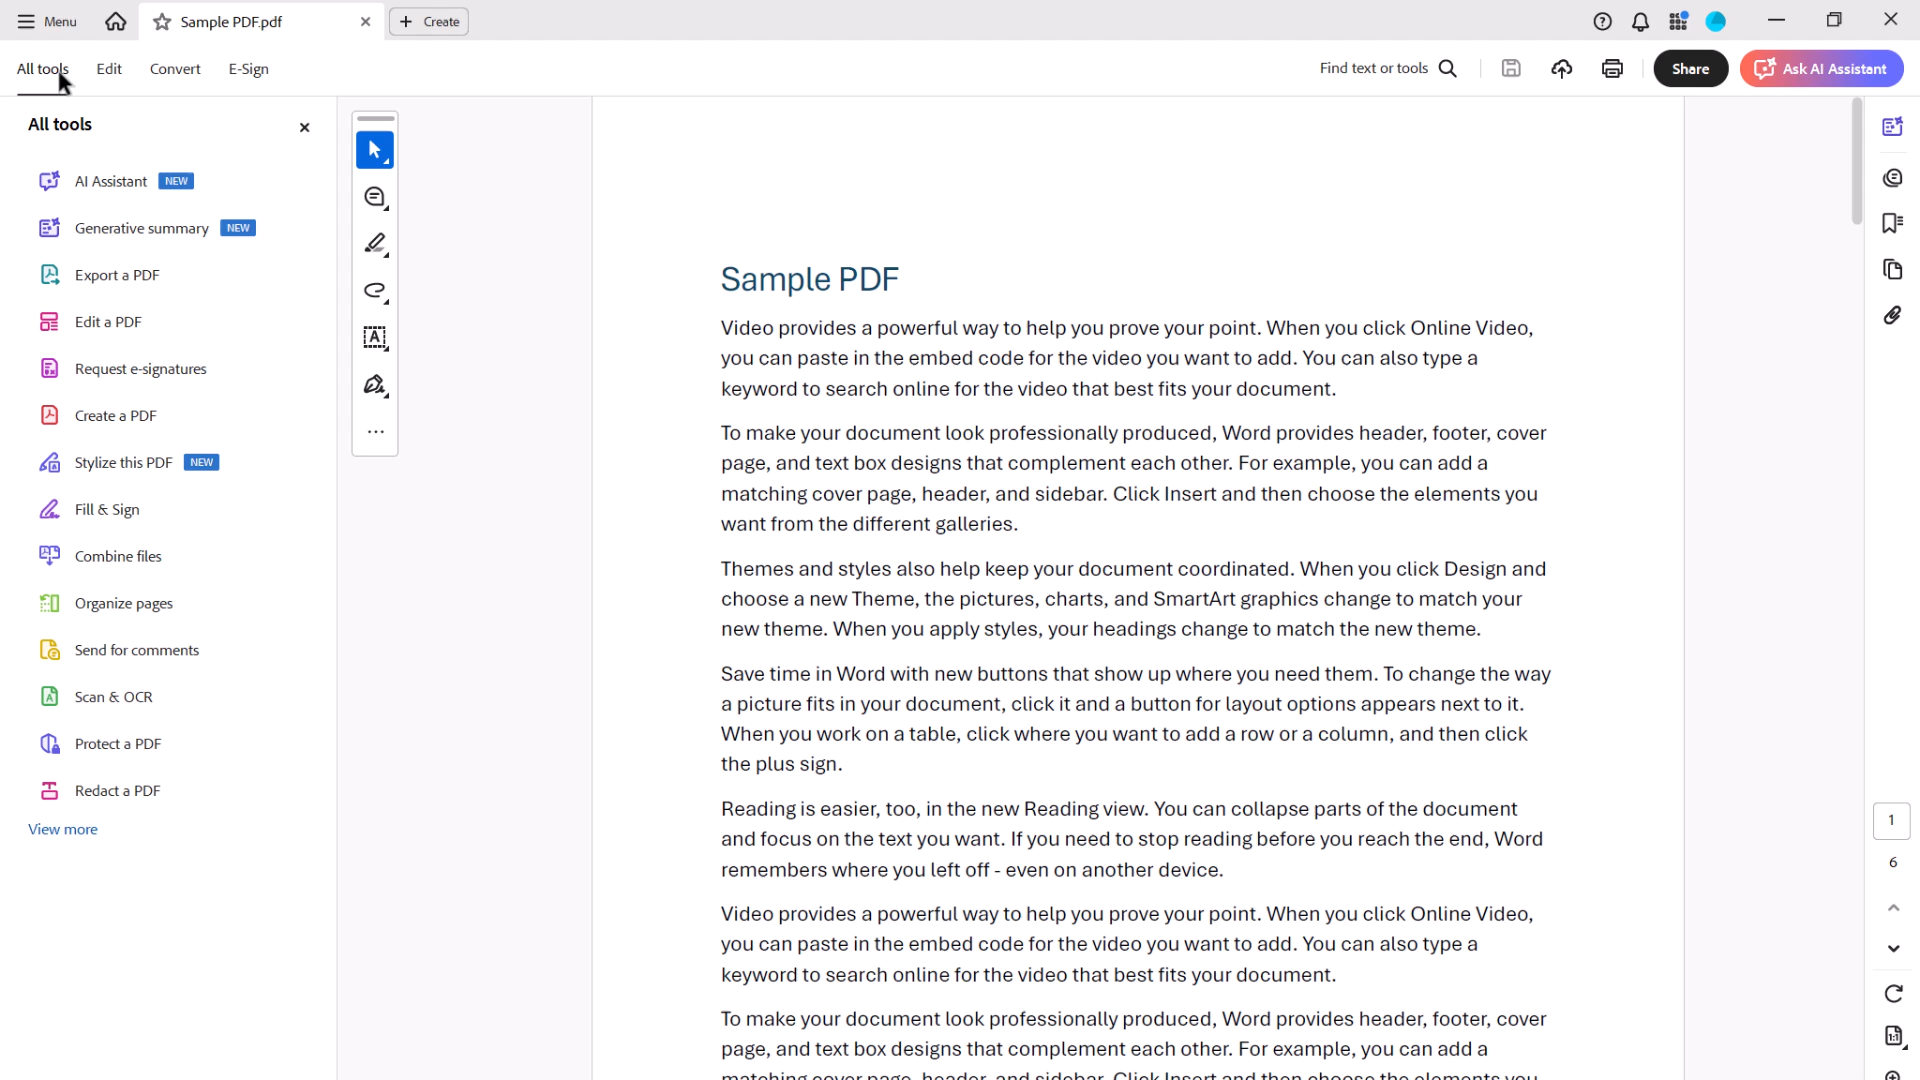 Menu
Sample PDF.pdf
Create
All tools
Edit
Convert
E-Sign
Find text or tools
Share
Ask AI Assistant
All tools
AI Assistant NEW
Generative summary NEW
Export a PDF
Edit a PDF
Request e-signatures
Create a PDF
Stylize this PDF NEW
Fill & Sign
Combine files
Organize pages
Send for comments
Scan & OCR
Protect a PDF
Redact a PDF
View more
Sample PDF
Video provides a powerful way to help you prove your point. When you click Online Video,
you can paste in the embed code for the video you want to add. You can also type a
keyword to search online for the video that best fits your document.
To make your document look professionally produced, Word provides header, footer, cover
page, and text box designs that complement each other. For example, you can add a
matching cover page, header, and sidebar. Click Insert and then choose the elements you
want from the different galleries.
Themes and styles also help keep your document coordinated. When you click Design and
choose a new Theme, the pictures, charts, and SmartArt graphics change to match your
new theme. When you apply styles, your headings change to match the new theme.
Save time in Word with new buttons that show up where you need them. To change the way
a picture fits in your document, click it and a button for layout options appears next to it.
When you work on a table, click where you want to add a row or a column, and then click
the plus sign.
Reading is easier, too, in the new Reading view. You can collapse parts of the document
and focus on the text you want. If you need to stop reading before you reach the end, Word
remembers where you left off - even on another device.
Video provides a powerful way to help you prove your point. When you click Online Video,
you can paste in the embed code for the video you want to add. You can also type a
keyword to search online for the video that best fits your document.
To make your document look professionally produced, Word provides header, footer, cover
page, and text box designs that complement each other. For example, you can add a
matching cover page, header, and sidebar. Click Insert and then choose the elements you
1
6